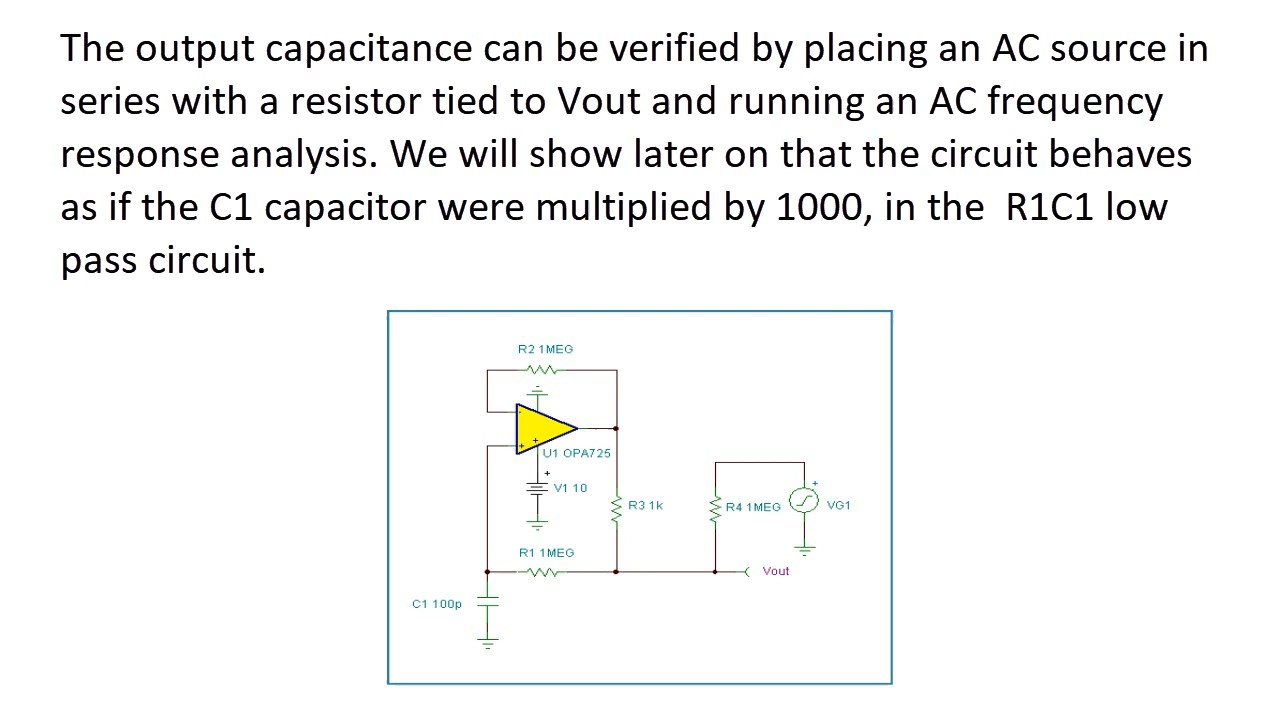 The output capacitance can be verified by placing an AC source in
series with a resistor tied to Vout and running an AC frequency
response analysis. We will show later on that the circuit behaves
as if the C1 capacitor were multiplied by 1000, in the  R1C1 low
pass circuit.
R2 1MEG
-
+
+
U1 OPA725
+
V1 10
R3 1k
R4 1MEG
+
VG1
R1 1MEG
Vout
C1 100p